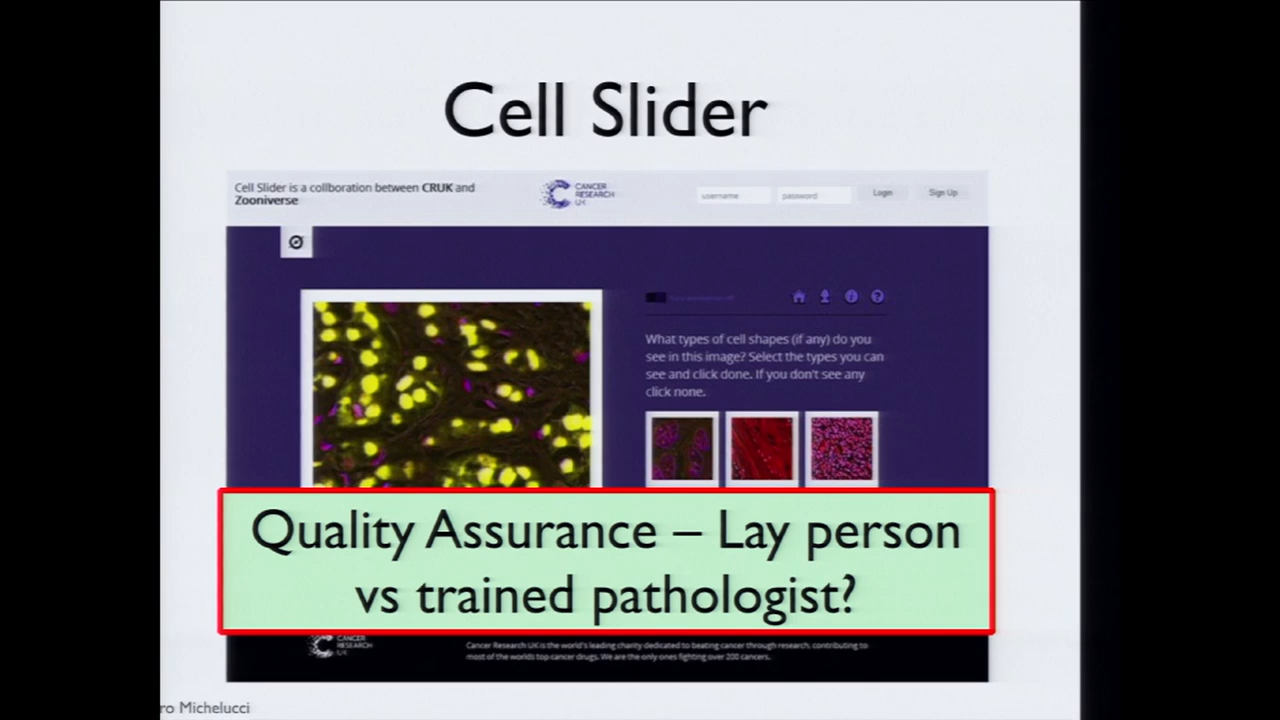 Cell Slider
Cell Slider is a collboration between CRUK and
Zooniverse
CANCER
RESEARCH
UK
username
password
Login
Sign Up
What types of cell shapes (if any) do you
see in this image? Select the types you can
see and click done. If you don't see any
click none.
Quality Assurance – Lay person
vs trained pathologist?
CANCER
RESEARCH
UK
Cancer Research UK is the world's leading charity dedicated to beating cancer through research, contributing to
most of the worlds top cancer drugs. We are the only ones fighting over 200 cancers.
ro Michelucci